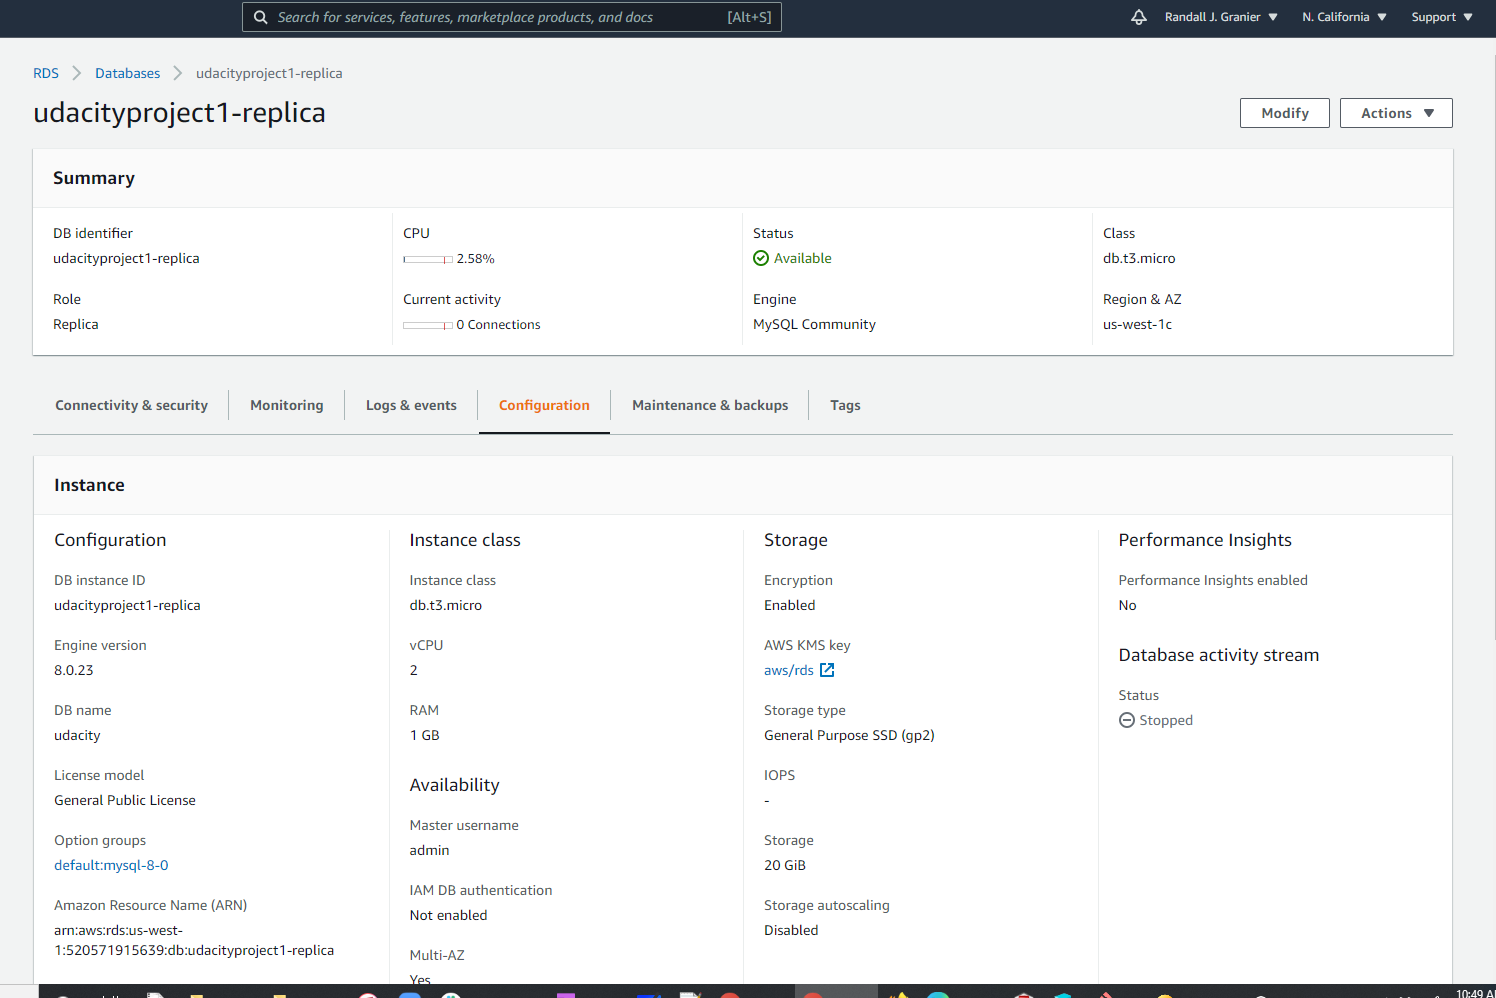 Search for services, features, marketplace products, and docs [Alt+S] Randall J. Granier N. California Support
RDS Databases udacityproject1-replica
udacityproject1-replica
Modify Actions
Summary
DB identifier
udacityproject1-replica
Role
Replica
CPU
2.58%
Current activity
0 Connections
Status
Available
Engine
MySQL Community
Class
db.t3.micro
Region & AZ
us-west-1c
Connectivity & security Monitoring Logs & events Configuration Maintenance & backups Tags
Instance
Configuration
DB instance ID
udacityproject1-replica
Engine version
8.0.23
DB name
udacity
License model
General Public License
Option groups
default:mysql-8-0
Amazon Resource Name (ARN)
arn:aws:rds:us-west-
1:520571915639:db:udacityproject1-replica
Instance class
Instance class
db.t3.micro
vCPU
2
RAM
1 GB
Availability
Master username
admin
IAM DB authentication
Not enabled
Multi-AZ
Yes
Storage
Encryption
Enabled
AWS KMS key
aws/rds
Storage type
General Purpose SSD (gp2)
IOPS
-
Storage
20 GiB
Storage autoscaling
Disabled
Performance Insights
Performance Insights enabled
No
Database activity stream
Status
Stopped
10:49 A